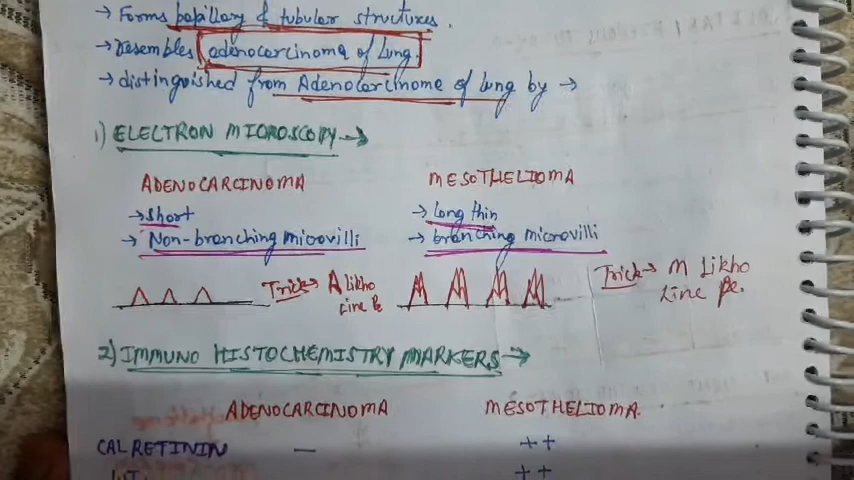 → Forms papillary & tubular structures.
→ resembles adenocarcinoma of Lung.
→ distinguished from Adenocarcinoma of lung by →
1) ELECTRON MICROSCOPY →
ADENOCARCINOMA MESOTHELIOMA
→ short → long thin
→ Non-branching microvilli → branching microvilli
Trick → A likho Trick → M Likho
Line pe Line pe.
2) IMMUNO HISTOCHEMISTRY MARKERS →
ADENOCARCINOMA MESOTHELIOMA.
CALRETININ — ++
++